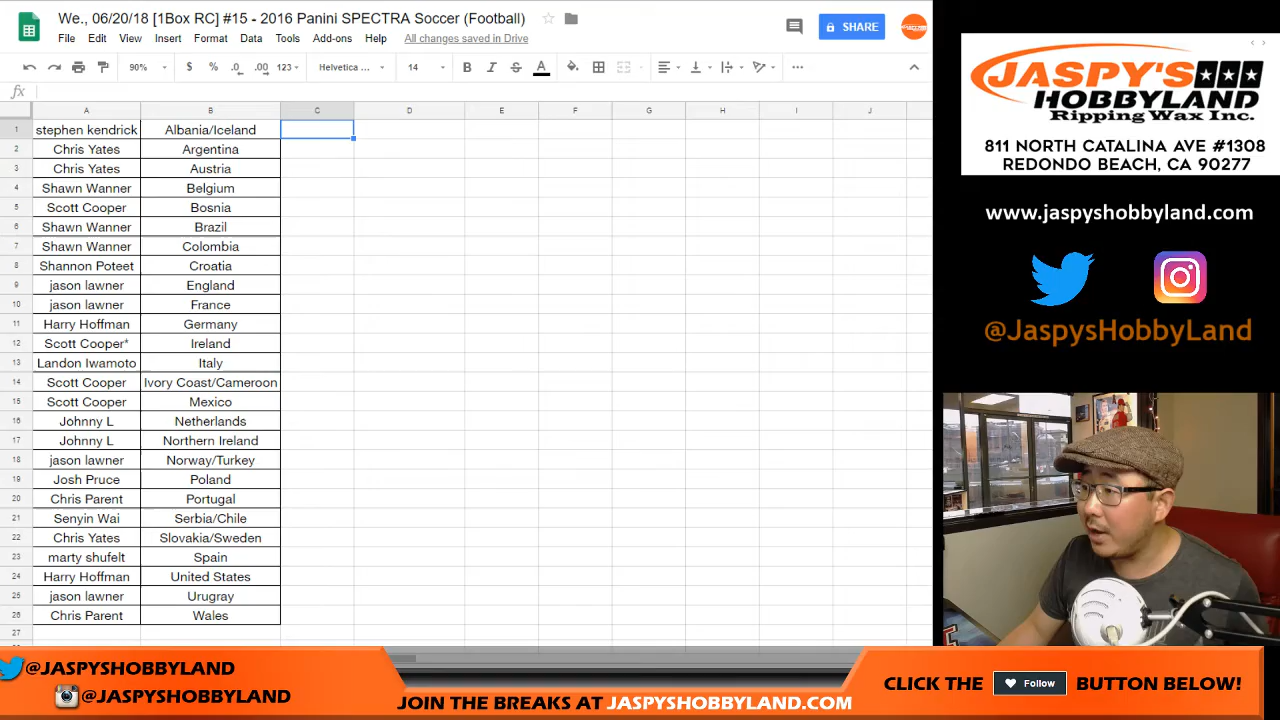 We., 06/20/18 [1Box RC] #15 - 2016 Panini SPECTRA Soccer (Football)
File Edit View Insert Format Data Tools Add-ons Help All changes saved in Drive
SHARE
90% $ % .0 .00 123 Helvetica ... 14 B I S A
fx
A B C D E F G H I J
1 stephen kendrick Albania/Iceland
2 Chris Yates Argentina
3 Chris Yates Austria
4 Shawn Wanner Belgium
5 Scott Cooper Bosnia
6 Shawn Wanner Brazil
7 Shawn Wanner Colombia
8 Shannon Poteet Croatia
9 jason lawner England
10 jason lawner France
11 Harry Hoffman Germany
12 Scott Cooper* Ireland
13 Landon Iwamoto Italy
14 Scott Cooper Ivory Coast/Cameroon
15 Scott Cooper Mexico
16 Johnny L Netherlands
17 Johnny L Northern Ireland
18 jason lawner Norway/Turkey
19 Josh Pruce Poland
20 Chris Parent Portugal
21 Senyin Wai Serbia/Chile
22 Chris Yates Slovakia/Sweden
23 marty shufelt Spain
24 Harry Hoffman United States
25 jason lawner Urugray
26 Chris Parent Wales
27
JASPY'S
HOBBYLAND
Ripping Wax Inc.
811 NORTH CATALINA AVE #1308
REDONDO BEACH, CA 90277
www.jaspyshobbyland.com
@JaspysHobbyLand
@JASPYSHOBBYLAND
@JASPYSHOBBYLAND
JOIN THE BREAKS AT JASPYSHOBBYLAND.COM
CLICK THE Follow BUTTON BELOW!